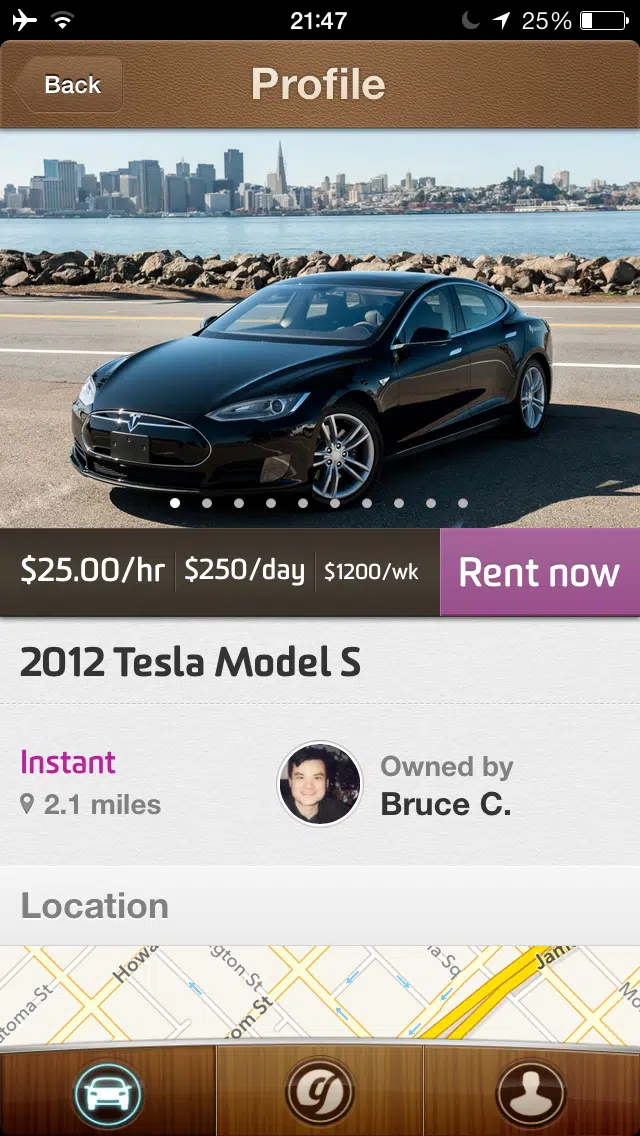 21:47
25%
Back
Profile
$25.00/hr
$250/day
$1200/wk
Rent now
2012 Tesla Model S
Instant
Owned by
2.1 miles
Bruce C.
Location
Howa
gton St
ia Sq
Jam
Mo
atoma St
om St
g